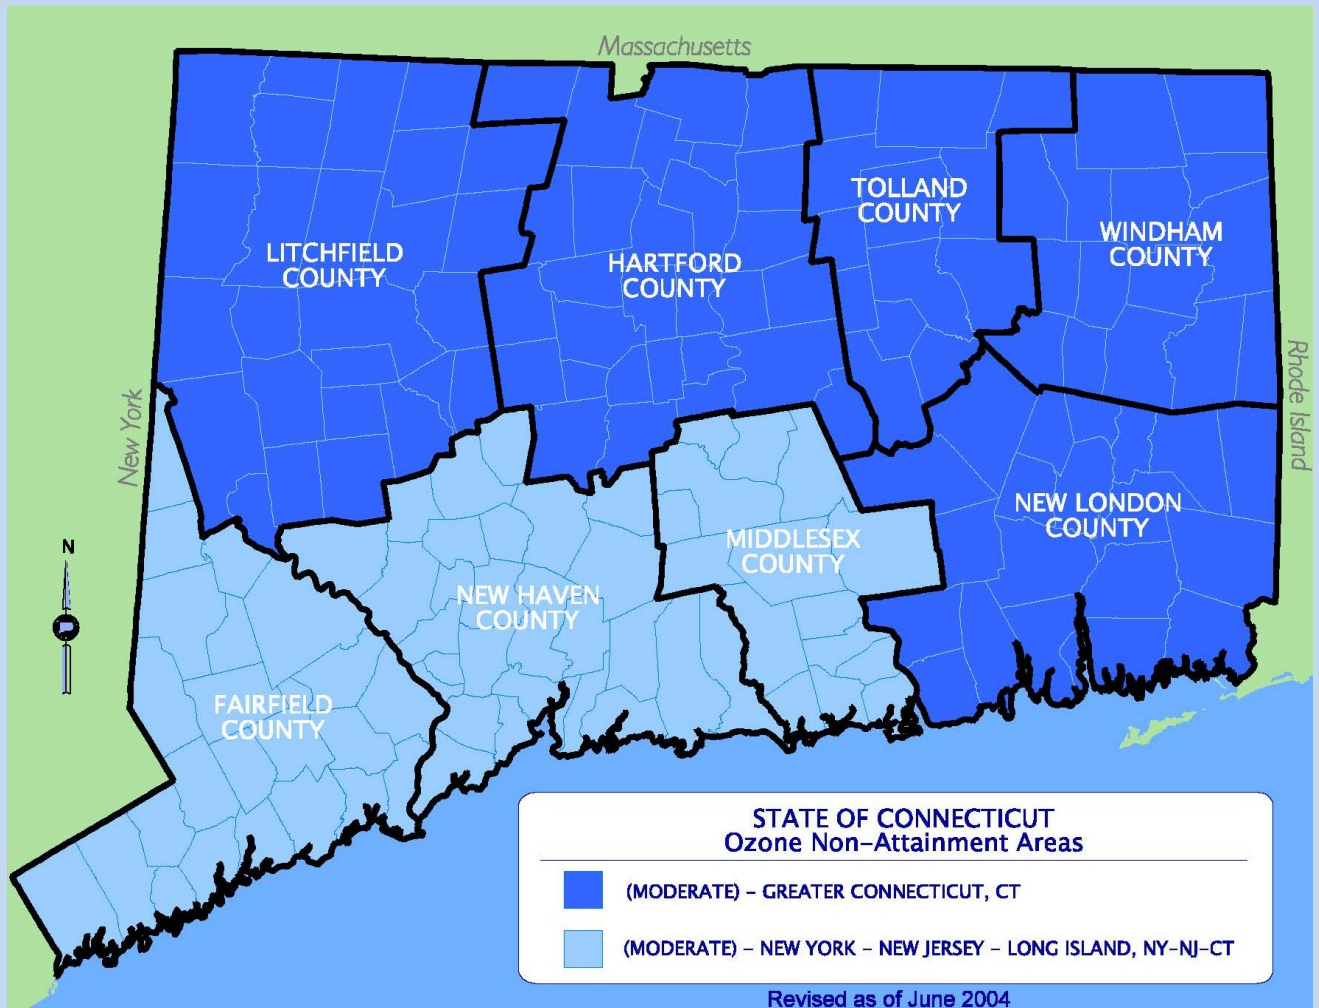 Massachusetts
LITCHFIELD
COUNTY
HARTFORD
COUNTY
TOLLAND
COUNTY
WINDHAM
COUNTY
New York
Rhode Island
N
NEW LONDON
COUNTY
MIDDLESEX
COUNTY
NEW HAVEN
COUNTY
FAIRFIELD
COUNTY
STATE OF CONNECTICUT
Ozone Non-Attainment Areas
(MODERATE) – GREATER CONNECTICUT, CT
(MODERATE) – NEW YORK – NEW JERSEY – LONG ISLAND, NY-NJ-CT
Revised as of June 2004